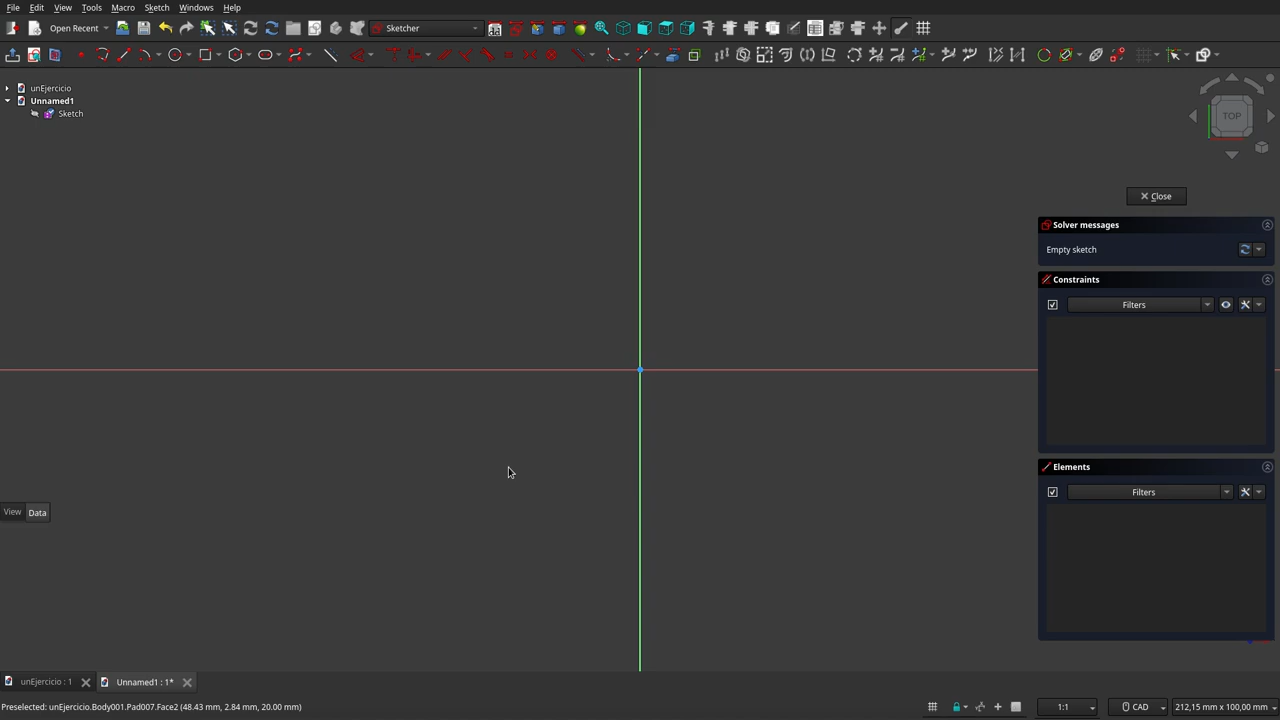 File Edit View Tools Macro Sketch Windows Help
Open Recent Sketcher
unEjercicio
Unnamed1
Sketch
TOP
Close
Solver messages
Empty sketch
Constraints
Filters
Elements
Filters
View Data
unEjercicio : 1 Unnamed1 : 1*
Preselected: unEjercicio.Body001.Pad007.Face2 (48.43 mm, 2.84 mm, 20.00 mm) 1:1 CAD 212,15 mm x 100,00 mm